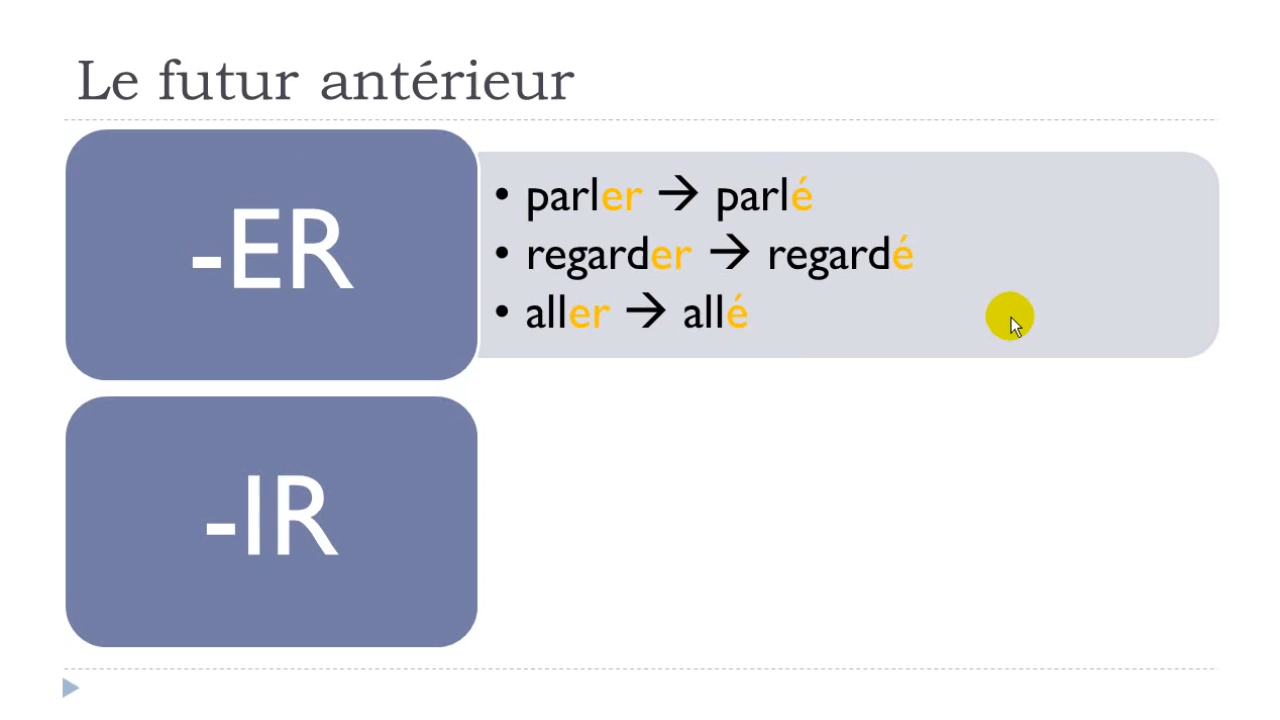 Le futur antérieur
-ER
• parler → parlé
• regarder → regardé
• aller → allé
-IR